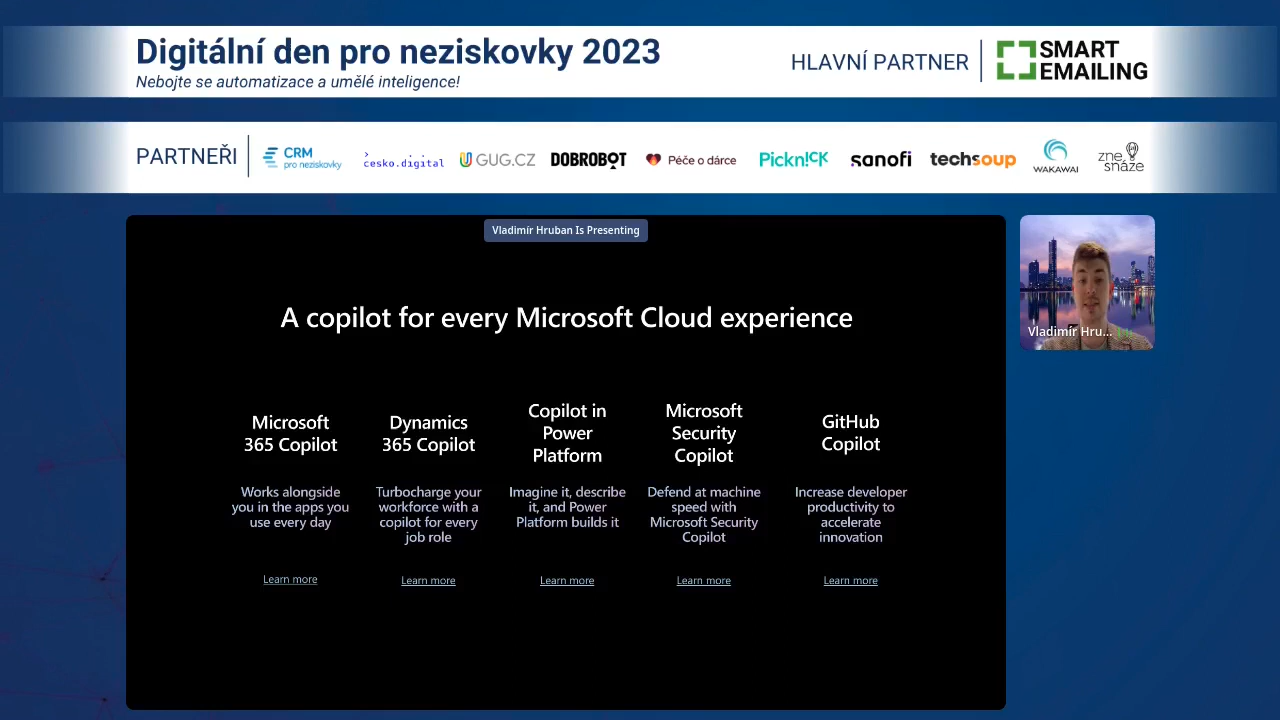 Digitální den pro neziskovky 2023
Nebojte se automatizace a umělé inteligence!
HLAVNÍ PARTNER
SMART
EMAILING
PARTNEŘI
CRM
pro neziskovky
cesko.digital
GUG.CZ
DOBROBOT
Péče o dárce
Pickn!CK
sanofi
techsoup
WAKAWAI
zne
snáze
Vladimír Hruban Is Presenting
Vladimír Hru...
A copilot for every Microsoft Cloud experience
Microsoft
365 Copilot
Works alongside
you in the apps you
use every day
Learn more
Dynamics
365 Copilot
Turbocharge your
workforce with a
copilot for every
job role
Learn more
Copilot in
Power
Platform
Imagine it, describe
it, and Power
Platform builds it
Learn more
Microsoft
Security
Copilot
Defend at machine
speed with
Microsoft Security
Copilot
Learn more
GitHub
Copilot
Increase developer
productivity to
accelerate
innovation
Learn more